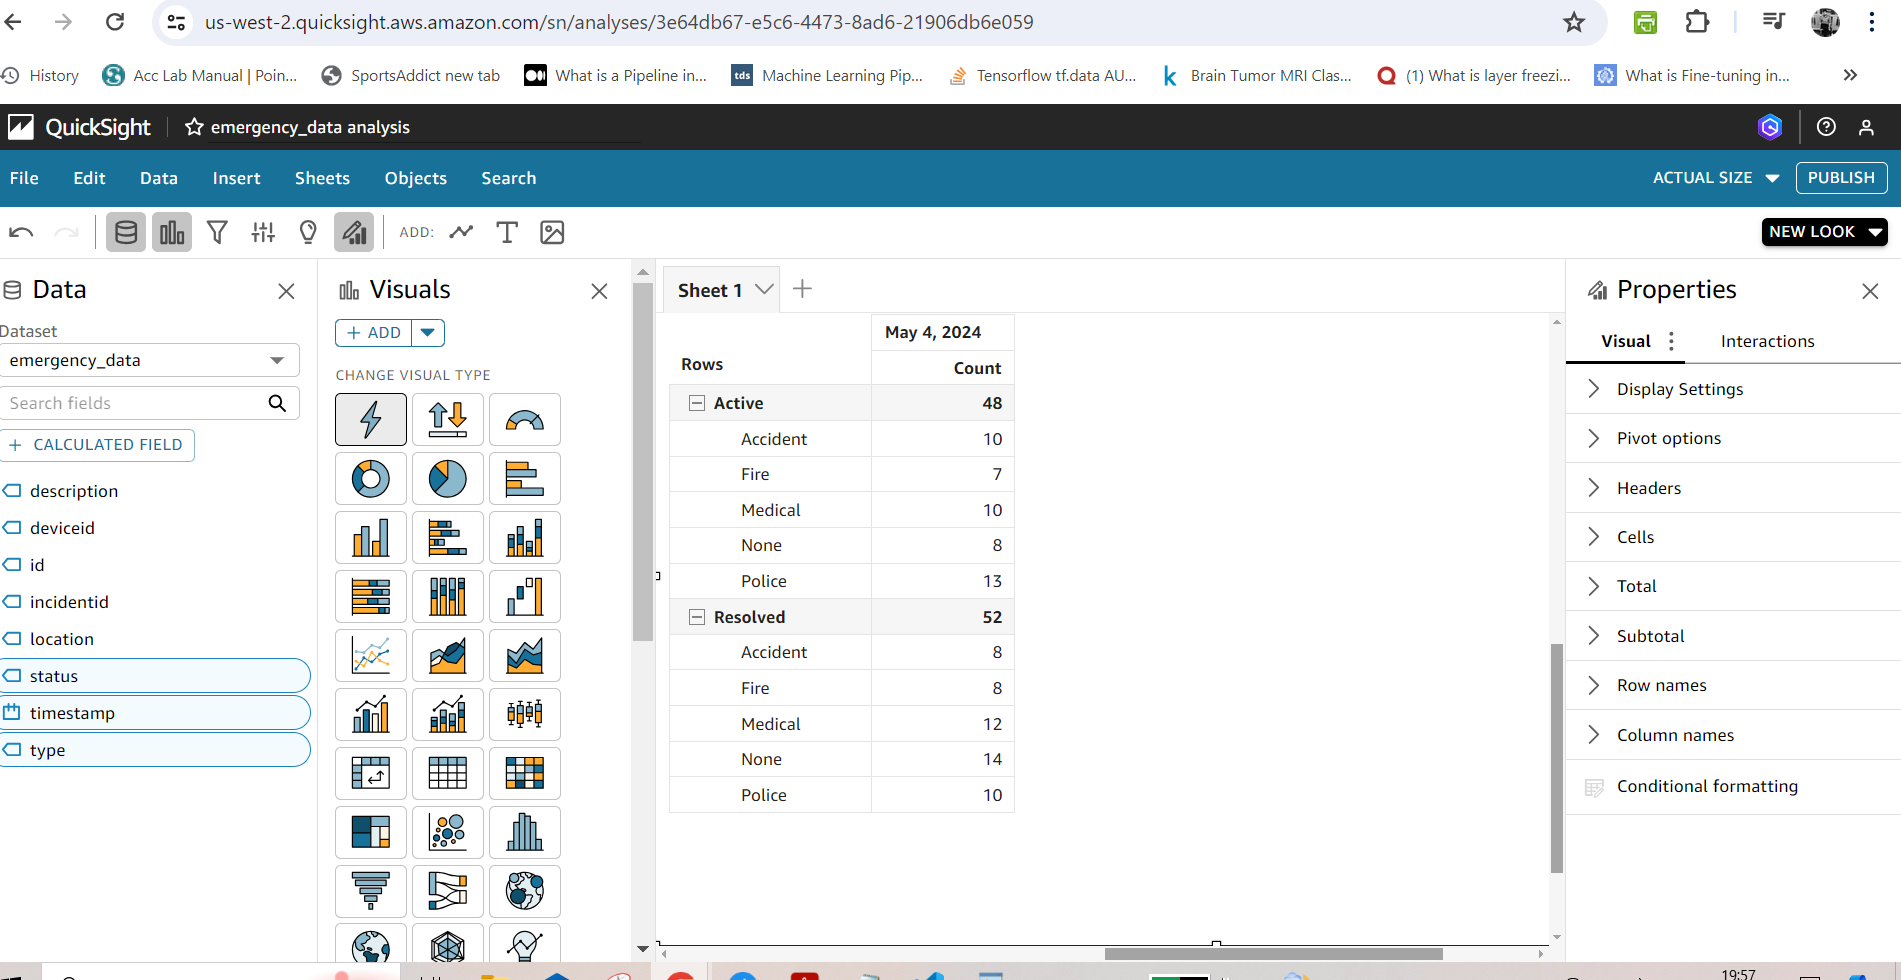 us-west-2.quicksight.aws.amazon.com/sn/analyses/3e64db67-e5c6-4473-8ad6-21906db6e059
History
Acc Lab Manual | Poin...
SportsAddict new tab
What is a Pipeline in...
tds
Machine Learning Pip...
Tensorflow tf.data AU...
k
Brain Tumor MRI Clas...
(1) What is layer freezi...
What is Fine-tuning in...
»
QuickSight
emergency_data analysis
File
Edit
Data
Insert
Sheets
Objects
Search
ACTUAL SIZE
PUBLISH
ADD:
T
NEW LOOK
Data
Dataset
emergency_data
Search fields
+ CALCULATED FIELD
description
deviceid
id
incidentid
location
status
timestamp
type
Visuals
+ ADD
CHANGE VISUAL TYPE
Sheet 1
May 4, 2024
Rows
Count
Active 48
Accident 10
Fire 7
Medical 10
None 8
Police 13
Resolved 52
Accident 8
Fire 8
Medical 12
None 14
Police 10
Properties
Visual
Interactions
Display Settings
Pivot options
Headers
Cells
Total
Subtotal
Row names
Column names
Conditional formatting
19:57